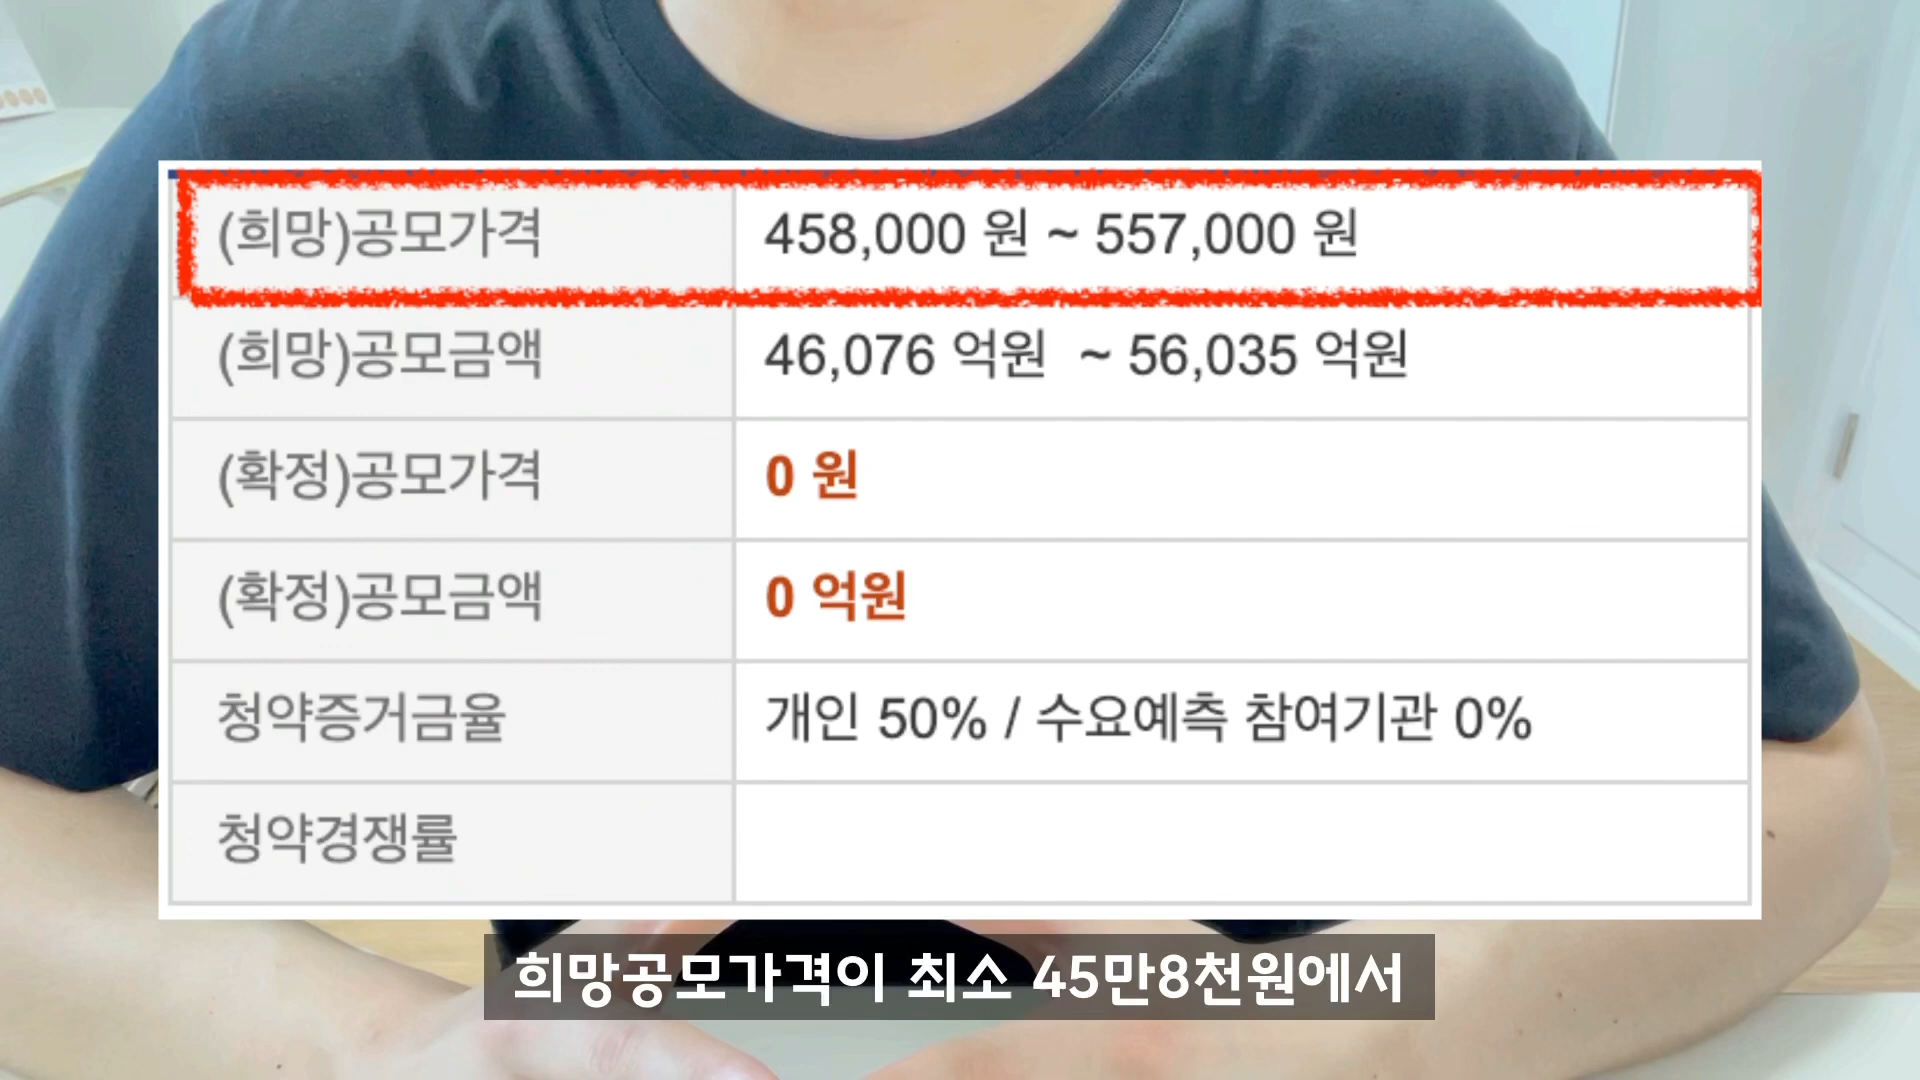 (희망)공모가격 458,000 원 ~ 557,000 원
(희망)공모금액 46,076 억원 ~ 56,035 억원
(확정)공모가격 0 원
(확정)공모금액 0 억원
청약증거금율 개인 50% / 수요예측 참여기관 0%
청약경쟁률
희망공모가격이 최소 45만8천원에서